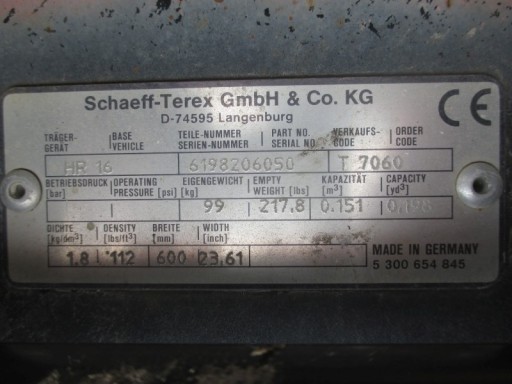 Schaeff-Terex GmbH & Co. KG
D-74595 Langenburg
CE
TRÄGER- BASE TEILE-NUMMER PART NO. VERKAUFS- ORDER
GERÄT VEHICLE SERIEN-NUMMER SERIAL NO. CODE CODE
HR 16 6198206050 T 7060
BETRIEBSDRUCK OPERATING EIGENGEWICHT EMPTY KAPAZITÄT CAPACITY
[bar] PRESSURE [psi] [kg] WEIGHT [lbs] [m³] [yd³]
99 217.8 0.151 0.198
DICHTE DENSITY BREITE WIDTH
[kg/dm³] [lbs/ft³] [mm] [inch]
1.8 112 600 23.61
MADE IN GERMANY
5 300 654 845